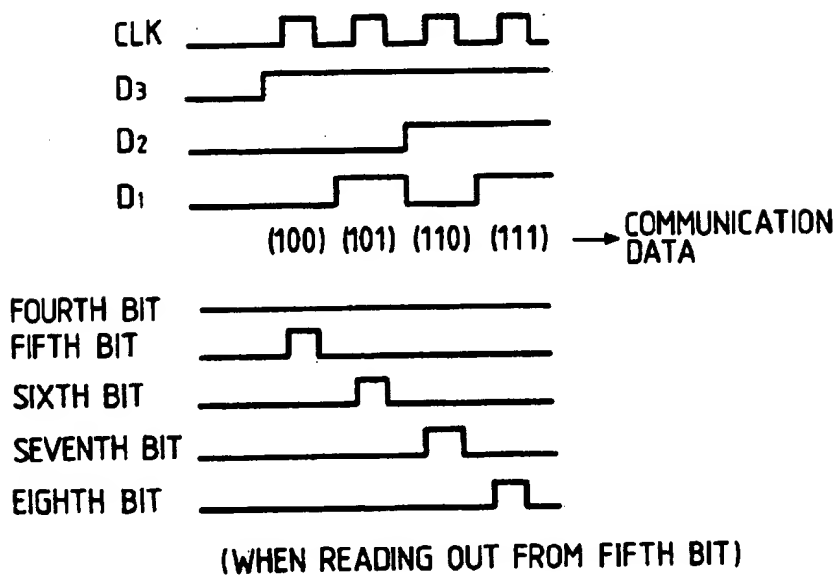 CLK
D3
D2
D1
(100) (101) (110) (111) → COMMUNICATION
DATA
FOURTH BIT
FIFTH BIT
SIXTH BIT
SEVENTH BIT
EIGHTH BIT
(WHEN READING OUT FROM FIFTH BIT)